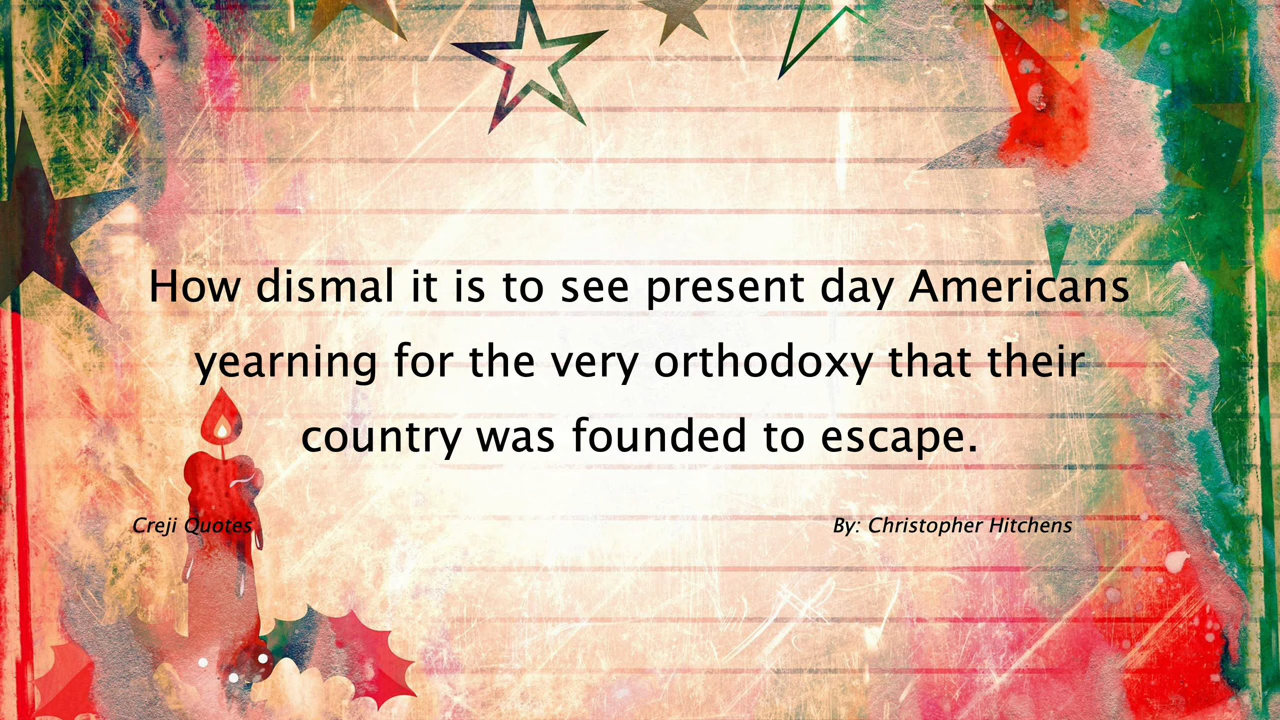 How dismal it is to see present day Americans
yearning for the very orthodoxy that their
country was founded to escape.
Creji Quotes
By: Christopher Hitchens